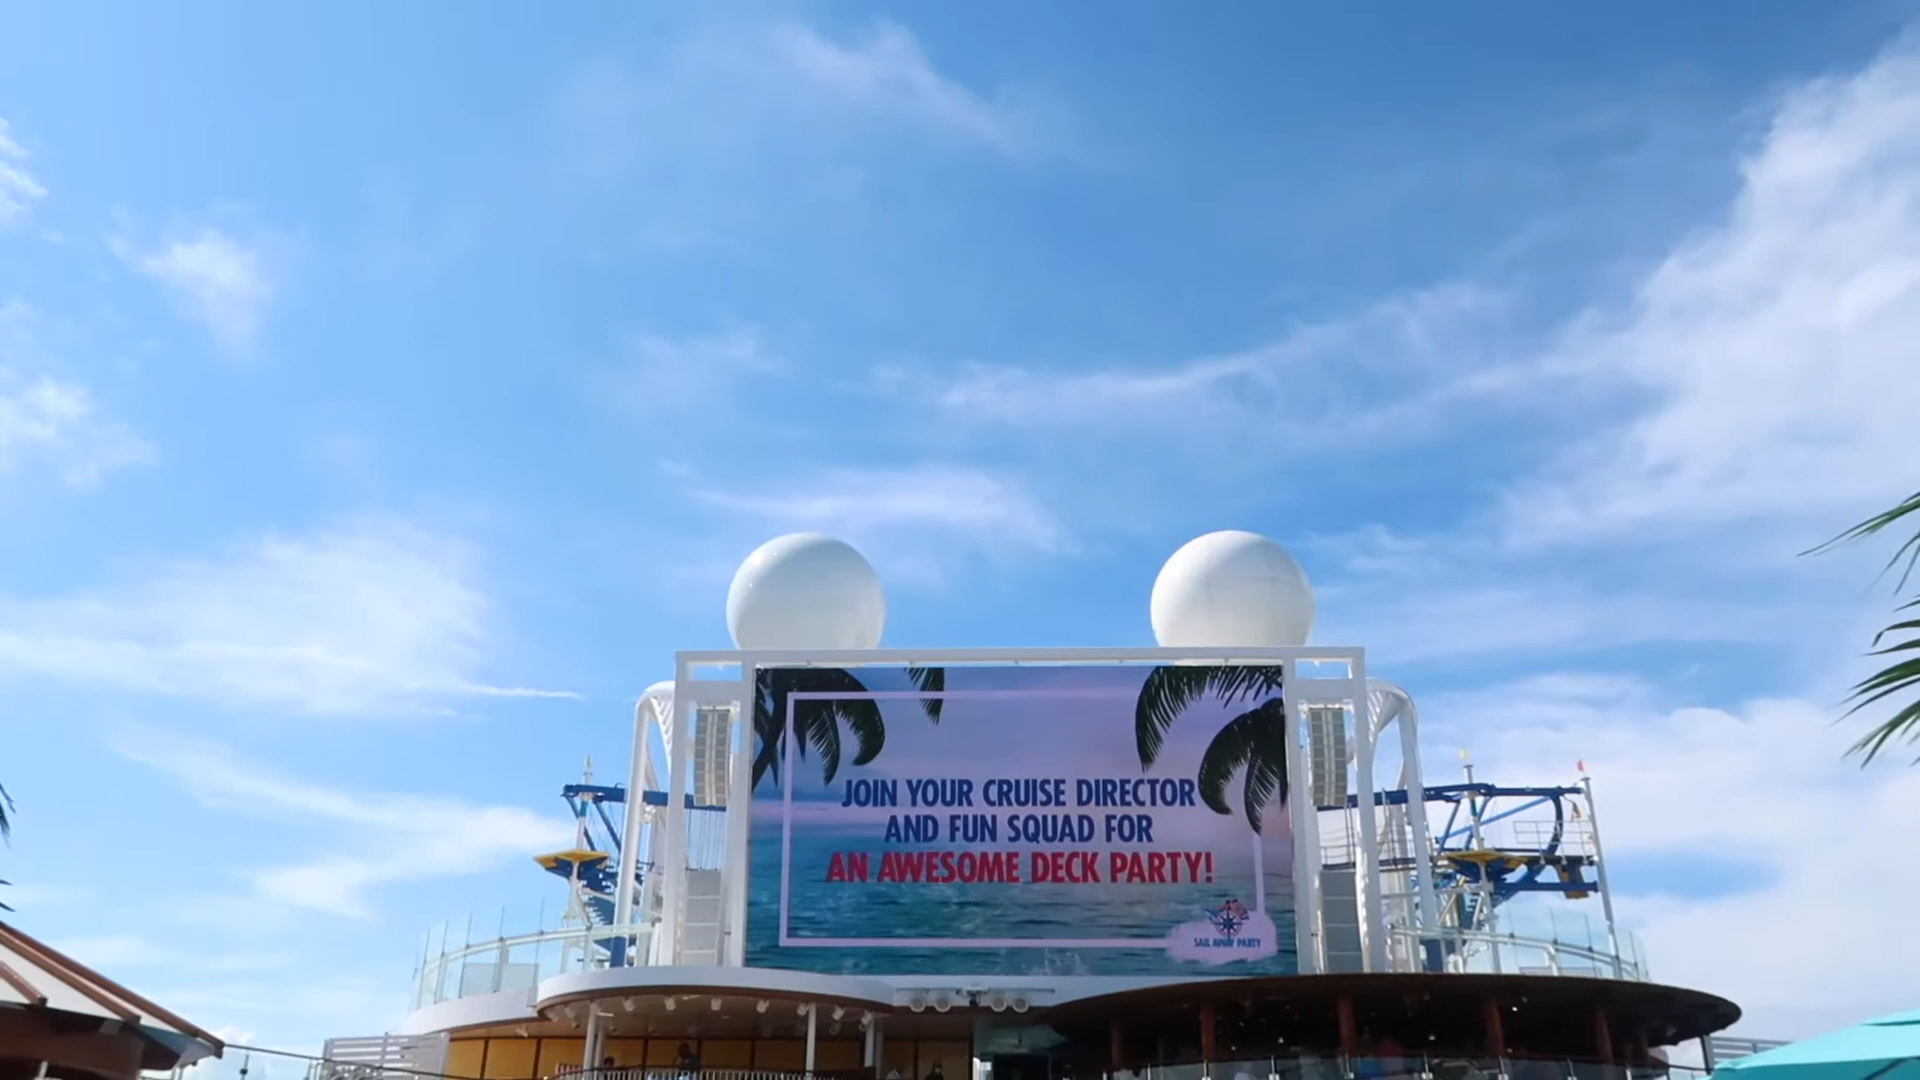 JOIN YOUR CRUISE DIRECTOR
AND FUN SQUAD FOR
AN AWESOME DECK PARTY!
SAIL AWAY PARTY